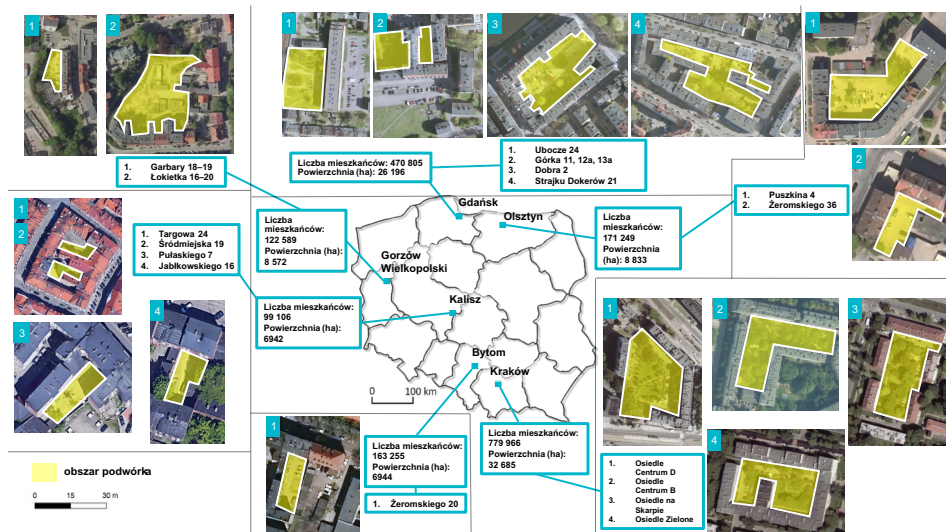 1
2
1
2
3
4
1
1. Garbary 18–19
2. Łokietka 16–20
Liczba mieszkańców: 470 805
Powierzchnia (ha): 26 196
1. Ubocze 24
2. Górka 11, 12a, 13a
3. Dobra 2
4. Strajku Dokerów 21
2
1. Puszkina 4
2. Żeromskiego 36
1
2
1. Targowa 24
2. Śródmiejska 19
3. Pułaskiego 7
4. Jabłkowskiego 16
Liczba
mieszkańców:
122 589
Powierzchnia (ha):
8 572
Gdańsk
Olsztyn
Liczba
mieszkańców:
171 249
Powierzchnia
(ha): 8 833
Gorzów
Wielkopolski
Kalisz
Liczba mieszkańców:
99 106
Powierzchnia (ha):
6942
3
4
Bytom
Kraków
0 100 km
1
2
3
4
1
Liczba mieszkańców:
163 255
Powierzchnia (ha):
6944
1. Żeromskiego 20
Liczba mieszkańców:
779 966
Powierzchnia (ha):
32 685
1. Osiedle
Centrum D
2. Osiedle
Centrum B
3. Osiedle na
Skarpie
4. Osiedle Zielone
obszar podwórka
0 15 30 m